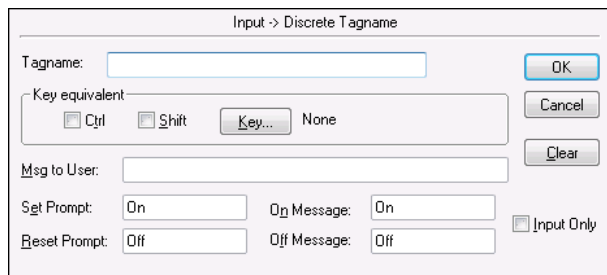 Input -> Discrete Tagname
Tagname:
OK
Key equivalent
Ctrl
Shift
Key...
None
Cancel
Clear
Msg to User:
Set Prompt:
On
On Message:
On
Input Only
Reset Prompt:
Off
Off Message:
Off